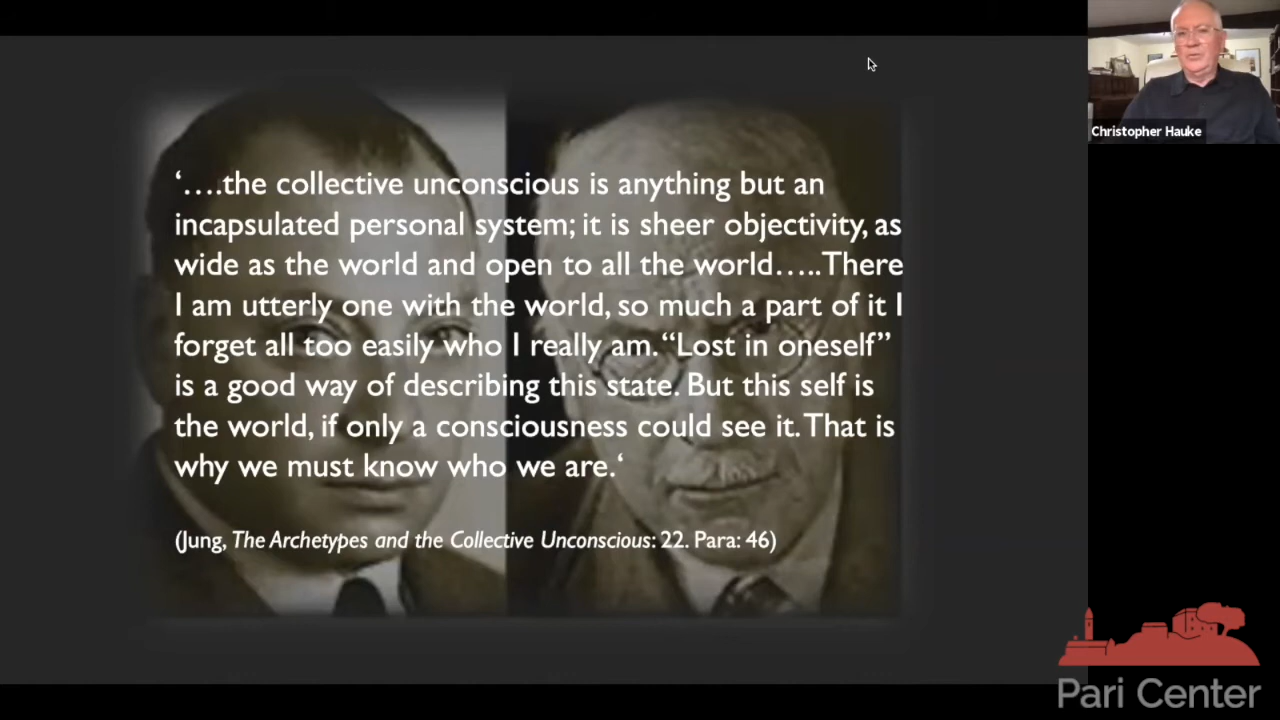 ‘….the collective unconscious is anything but an
incapsulated personal system; it is sheer objectivity, as
wide as the world and open to all the world…..There
I am utterly one with the world, so much a part of it I
forget all too easily who I really am. “Lost in oneself”
is a good way of describing this state. But this self is
the world, if only a consciousness could see it. That is
why we must know who we are.‘
(Jung, The Archetypes and the Collective Unconscious: 22. Para: 46)
Christopher Hauke
Pari Center